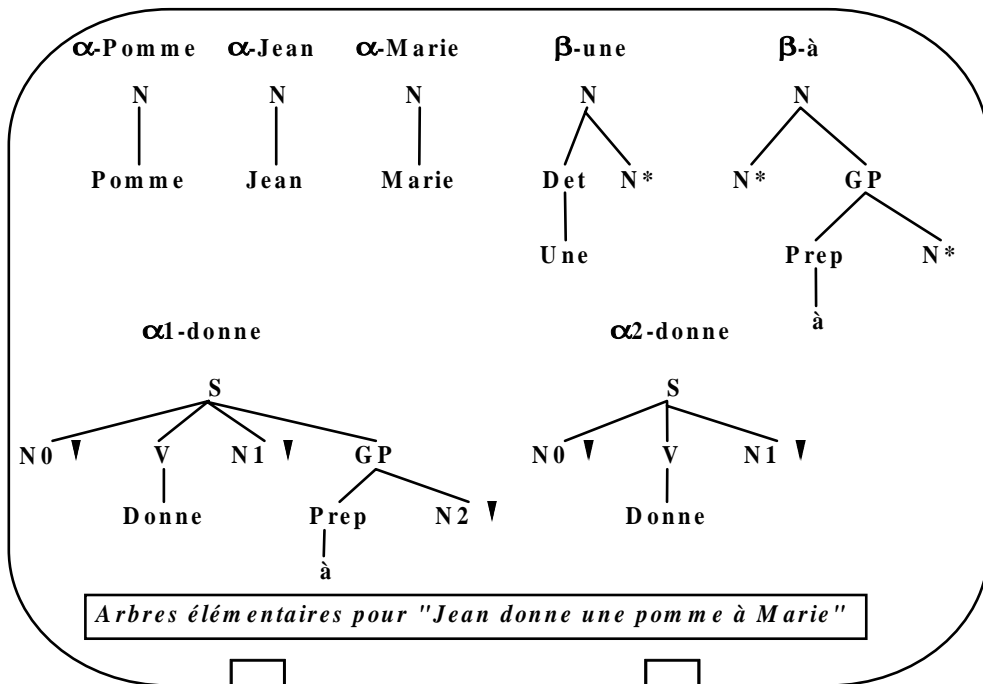 α-Pomme α-Jean α-Marie β-une β-à
N N N N N
Pomme Jean Marie Det N* N* GP
Une Prep N*
à
α1-donne α2-donne
S S
N0 V N1 GP N0 V N1
Donne Prep N2 Donne
à
Arbres élémentaires pour "Jean donne une pomme à Marie"